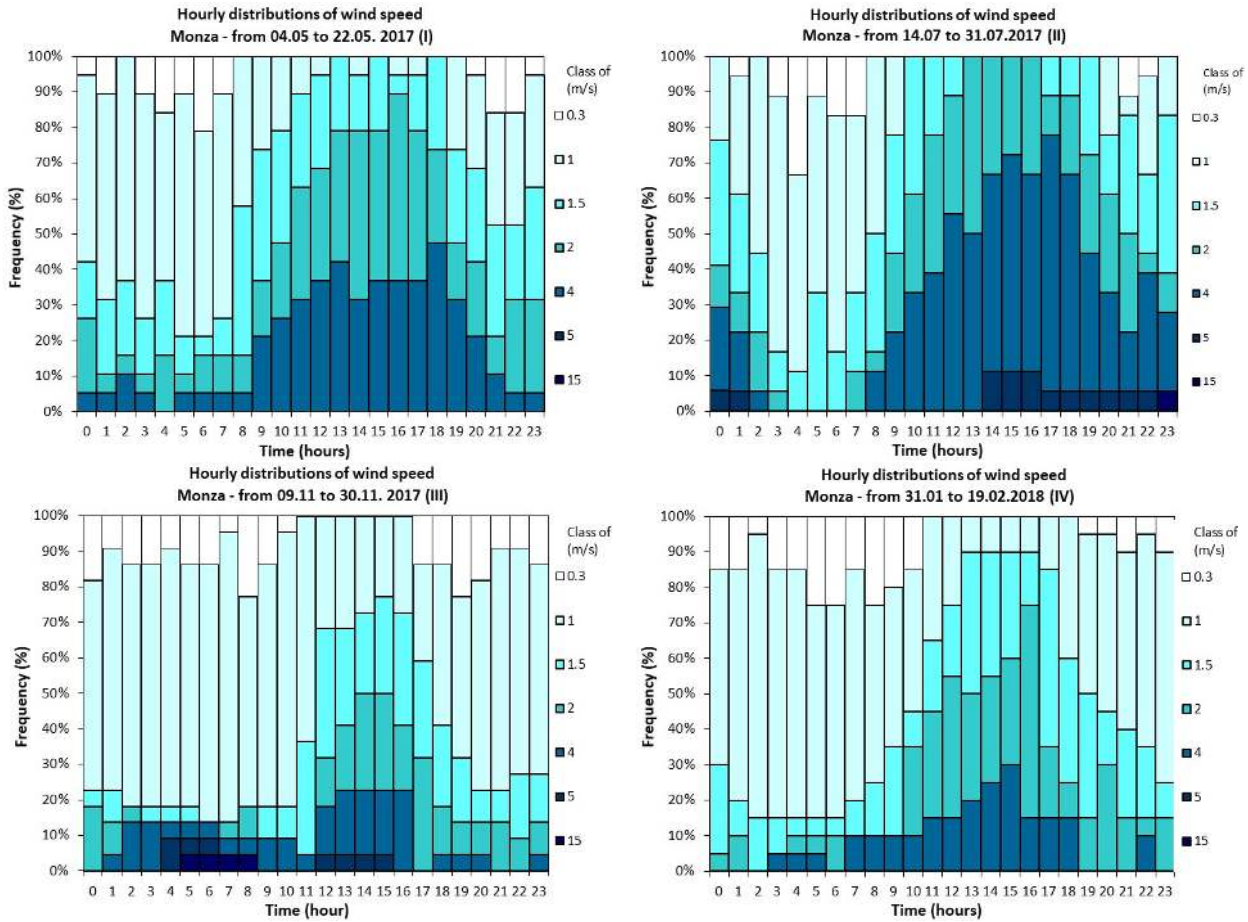 Hourly distributions of wind speed
Monza - from 04.05 to 22.05. 2017 (I)
100%
90%
80%
70%
60%
50%
40%
30%
20%
10%
0%
Frequency (%)
0 1 2 3 4 5 6 7 8 9 10 11 12 13 14 15 16 17 18 19 20 21 22 23
Time (hours)
Class of
(m/s)
0.3
1
1.5
2
4
5
15
Hourly distributions of wind speed
Monza - from 14.07 to 31.07.2017 (II)
100%
90%
80%
70%
60%
50%
40%
30%
20%
10%
0%
Frequency (%)
0 1 2 3 4 5 6 7 8 9 10 11 12 13 14 15 16 17 18 19 20 21 22 23
Time (hours)
Class of
(m/s)
0.3
1
1.5
2
4
5
15
Hourly distributions of wind speed
Monza - from 09.11 to 30.11. 2017 (III)
100%
90%
80%
70%
60%
50%
40%
30%
20%
10%
0%
Frequency (%)
0 1 2 3 4 5 6 7 8 9 10 11 12 13 14 15 16 17 18 19 20 21 22 23
Time (hour)
Class of
(m/s)
0.3
1
1.5
2
4
5
15
Hourly distributions of wind speed
Monza - from 31.01 to 19.02.2018 (IV)
100%
90%
80%
70%
60%
50%
40%
30%
20%
10%
0%
Frequency (%)
0 1 2 3 4 5 6 7 8 9 10 11 12 13 14 15 16 17 18 19 20 21 22 23
Time (hours)
Class of
(m/s)
0.3
1
1.5
2
4
5
15